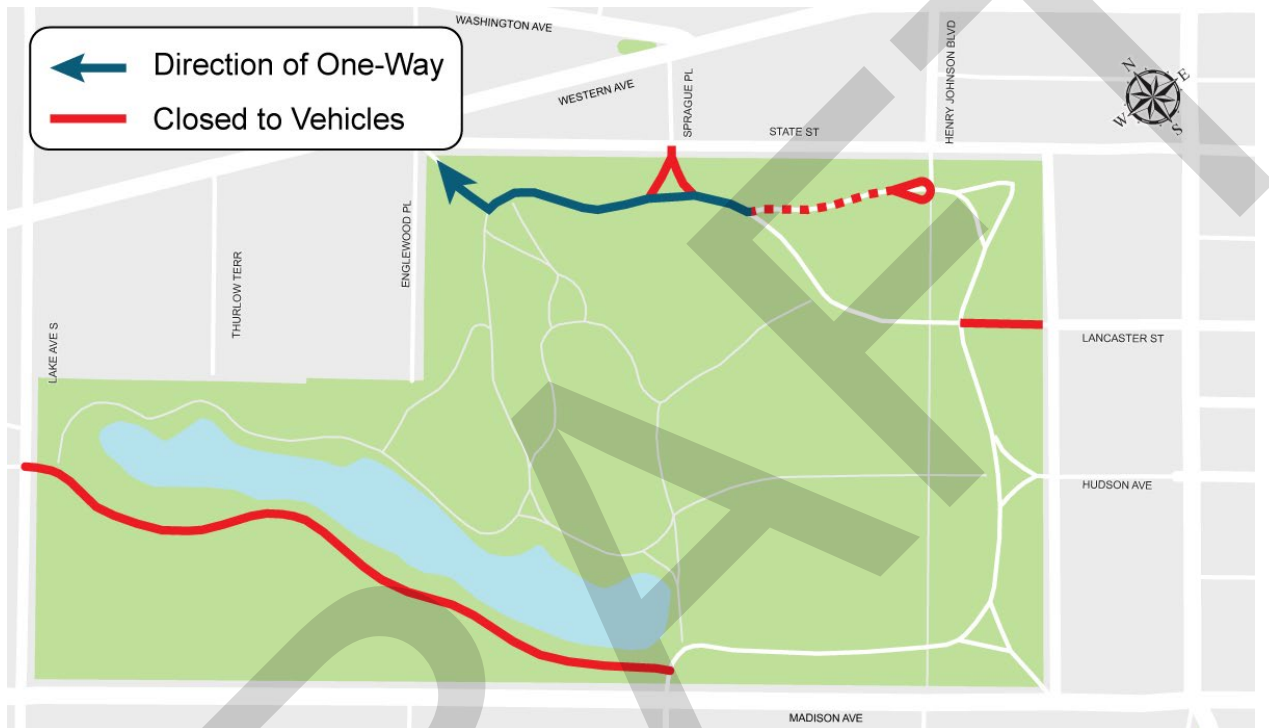 WASHINGTON AVE
Direction of One-Way
Closed to Vehicles
WESTERN AVE
SPRAGUE PL
STATE ST
HENRY JOHNSON BLVD
N
E
W
S
ENGLEWOOD PL
THURLOW TERR
LAKE AVE S
LANCASTER ST
HUDSON AVE
MADISON AVE
DRAFT